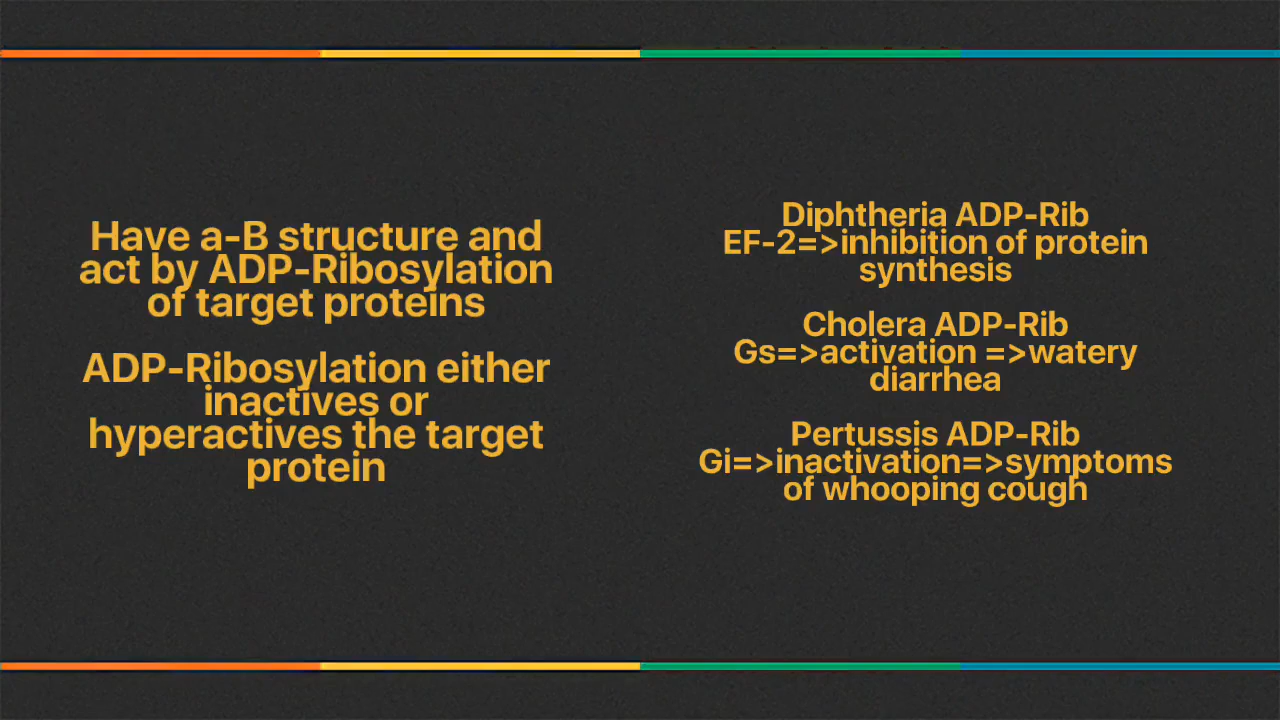 Have a-B structure and
act by ADP-Ribosylation
of target proteins
ADP-Ribosylation either
inactives or
hyperactives the target
protein
Diphtheria ADP-Rib
EF-2=>inhibition of protein
synthesis
Cholera ADP-Rib
Gs=>activation =>watery
diarrhea
Pertussis ADP-Rib
Gi=>inactivation=>symptoms
of whooping cough